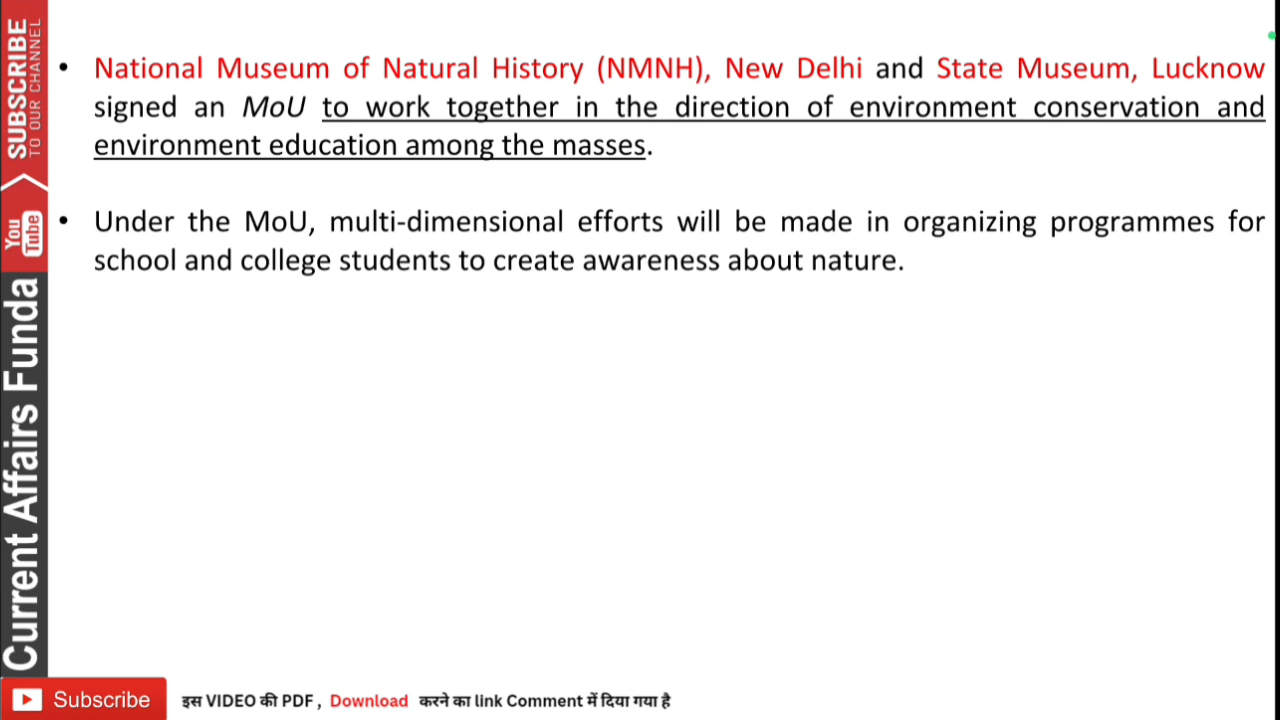 • National Museum of Natural History (NMNH), New Delhi and State Museum, Lucknow
signed an MoU to work together in the direction of environment conservation and
environment education among the masses.
• Under the MoU, multi-dimensional efforts will be made in organizing programmes for
school and college students to create awareness about nature.
SUBSCRIBE
TO OUR CHANNEL
You
Tube
Current Affairs Funda
Subscribe
इस VIDEO की PDF , Download करने का link Comment में दिया गया है